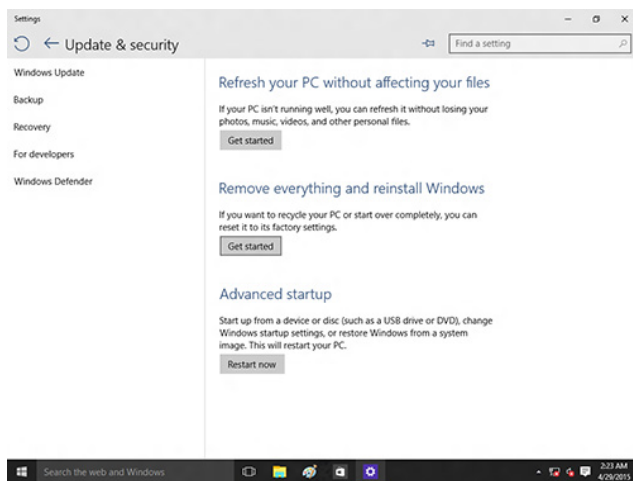 Settings
Update & security
Find a setting
Windows Update
Backup
Recovery
For developers
Windows Defender
Refresh your PC without affecting your files
If your PC isn't running well, you can refresh it without losing your
photos, music, videos, and other personal files.
Get started
Remove everything and reinstall Windows
If you want to recycle your PC or start over completely, you can
reset it to its factory settings.
Get started
Advanced startup
Start up from a device or disc (such as a USB drive or DVD), change
Windows startup settings, or restore Windows from a system
image. This will restart your PC.
Restart now
Search the web and Windows
2:23 AM
4/29/2015